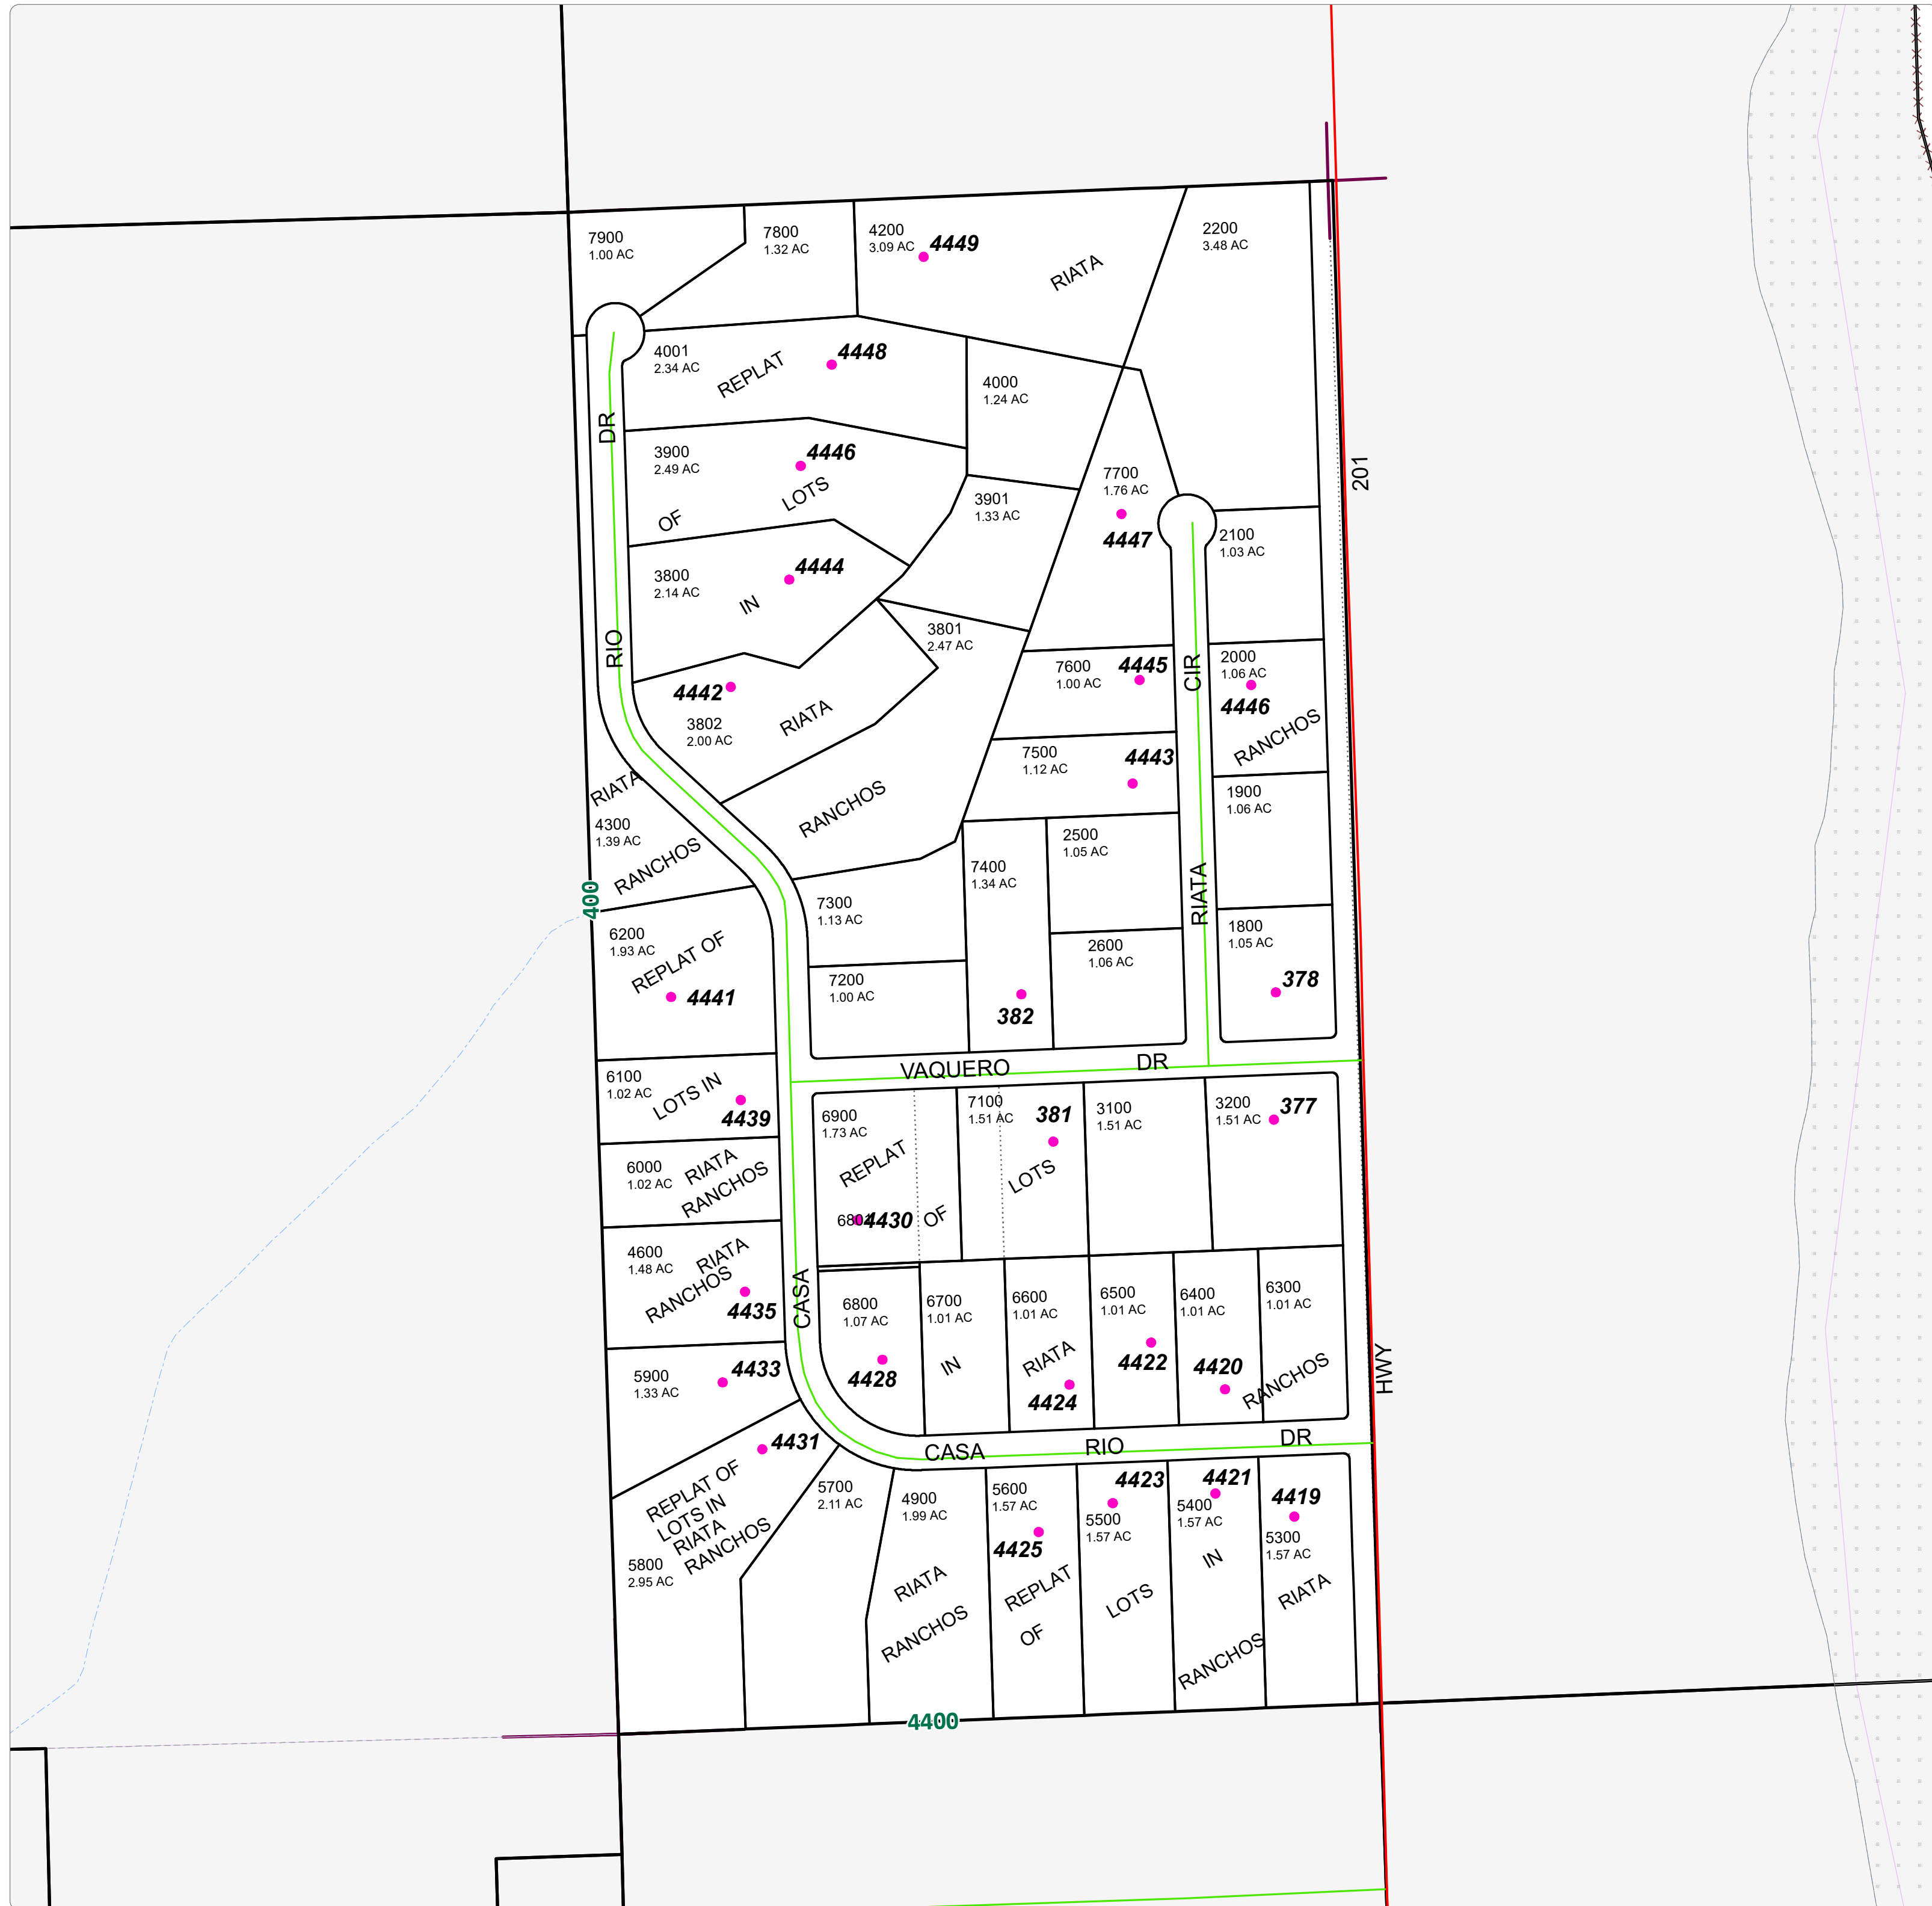 7900
1.00 AC
7800
1.32 AC
4200
3.09 AC
4449
RIATA
2200
3.48 AC
4001
2.34 AC
REPLAT
4448
4000
1.24 AC
DR
3900
2.49 AC
4446
LOTS
OF
3901
1.33 AC
7700
1.76 AC
4447
201
2100
1.03 AC
3800
2.14 AC
4444
IN
RIO
3801
2.47 AC
4442
3802
2.00 AC
RIATA
7600
1.00 AC
4445
CIR
2000
1.06 AC
4446
RANCHOS
7500
1.12 AC
4443
RIATA
4300
1.39 AC
RANCHOS
RANCHOS
1900
1.06 AC
400
7400
1.34 AC
2500
1.05 AC
RIATA
7300
1.13 AC
6200
1.93 AC
REPLAT OF
4441
2600
1.06 AC
1800
1.05 AC
378
7200
1.00 AC
382
VAQUERO
DR
6100
1.02 AC
LOTS IN
4439
6900
1.73 AC
REPLAT
7100
1.51 AC
381
LOTS
3100
1.51 AC
3200
1.51 AC
377
6000
1.02 AC
RIATA
RANCHOS
4430
OF
4600
1.48 AC
RIATA
RANCHOS
4435
CASA
6800
1.07 AC
4428
6700
1.01 AC
IN
6600
1.01 AC
RIATA
4424
6500
1.01 AC
4422
6400
1.01 AC
4420
6300
1.01 AC
RANCHOS
HWY
5900
1.33 AC
4433
4431
CASA
RIO
DR
REPLAT OF
LOTS IN
RIATA
RANCHOS
5800
2.95 AC
5700
2.11 AC
4900
1.99 AC
RIATA
RANCHOS
5600
1.57 AC
4425
REPLAT
OF
4423
5500
1.57 AC
LOTS
4421
5400
1.57 AC
IN
RANCHOS
4419
5300
1.57 AC
RIATA
4400